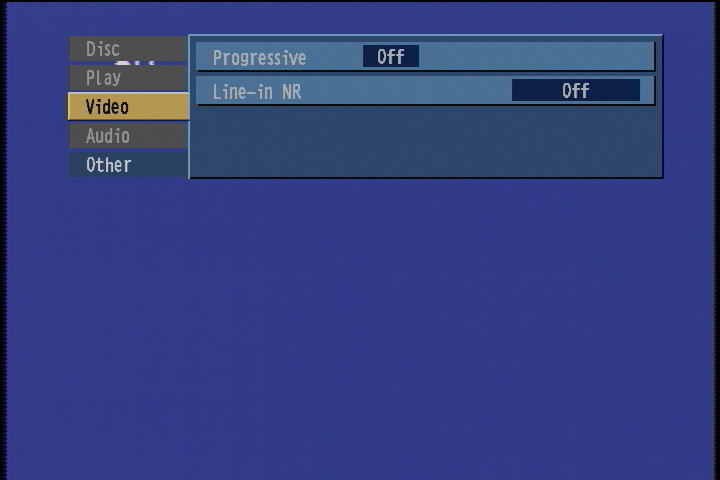 Disc
Play
Video
Audio
Other
Progressive Off
Line-in NR Off